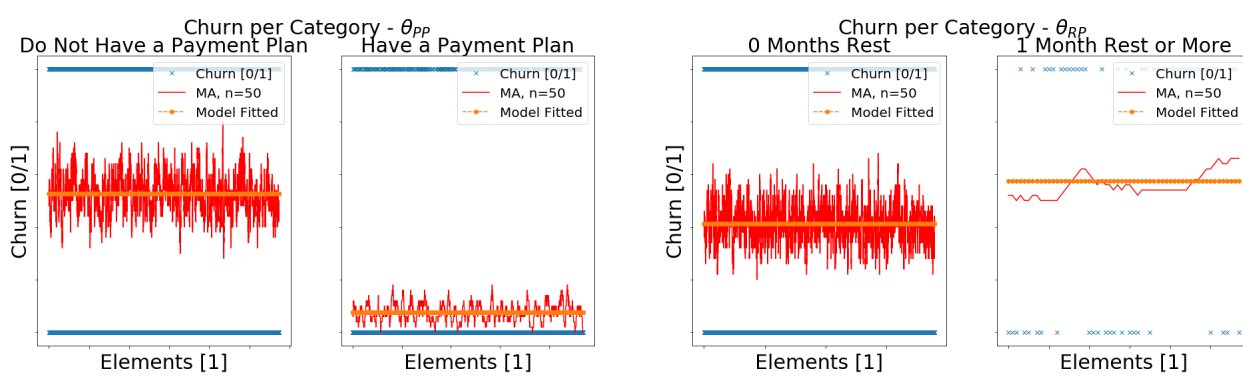 Churn per Category - θPP
Do Not Have a Payment Plan
Have a Payment Plan
Churn [0/1]
MA, n=50
Model Fitted
Churn [0/1]
MA, n=50
Model Fitted
Churn [0/1]
Elements [1]
Elements [1]
Churn per Category - θRP
0 Months Rest
1 Month Rest or More
Churn [0/1]
MA, n=50
Model Fitted
Churn [0/1]
MA, n=50
Model Fitted
Churn [0/1]
Elements [1]
Elements [1]